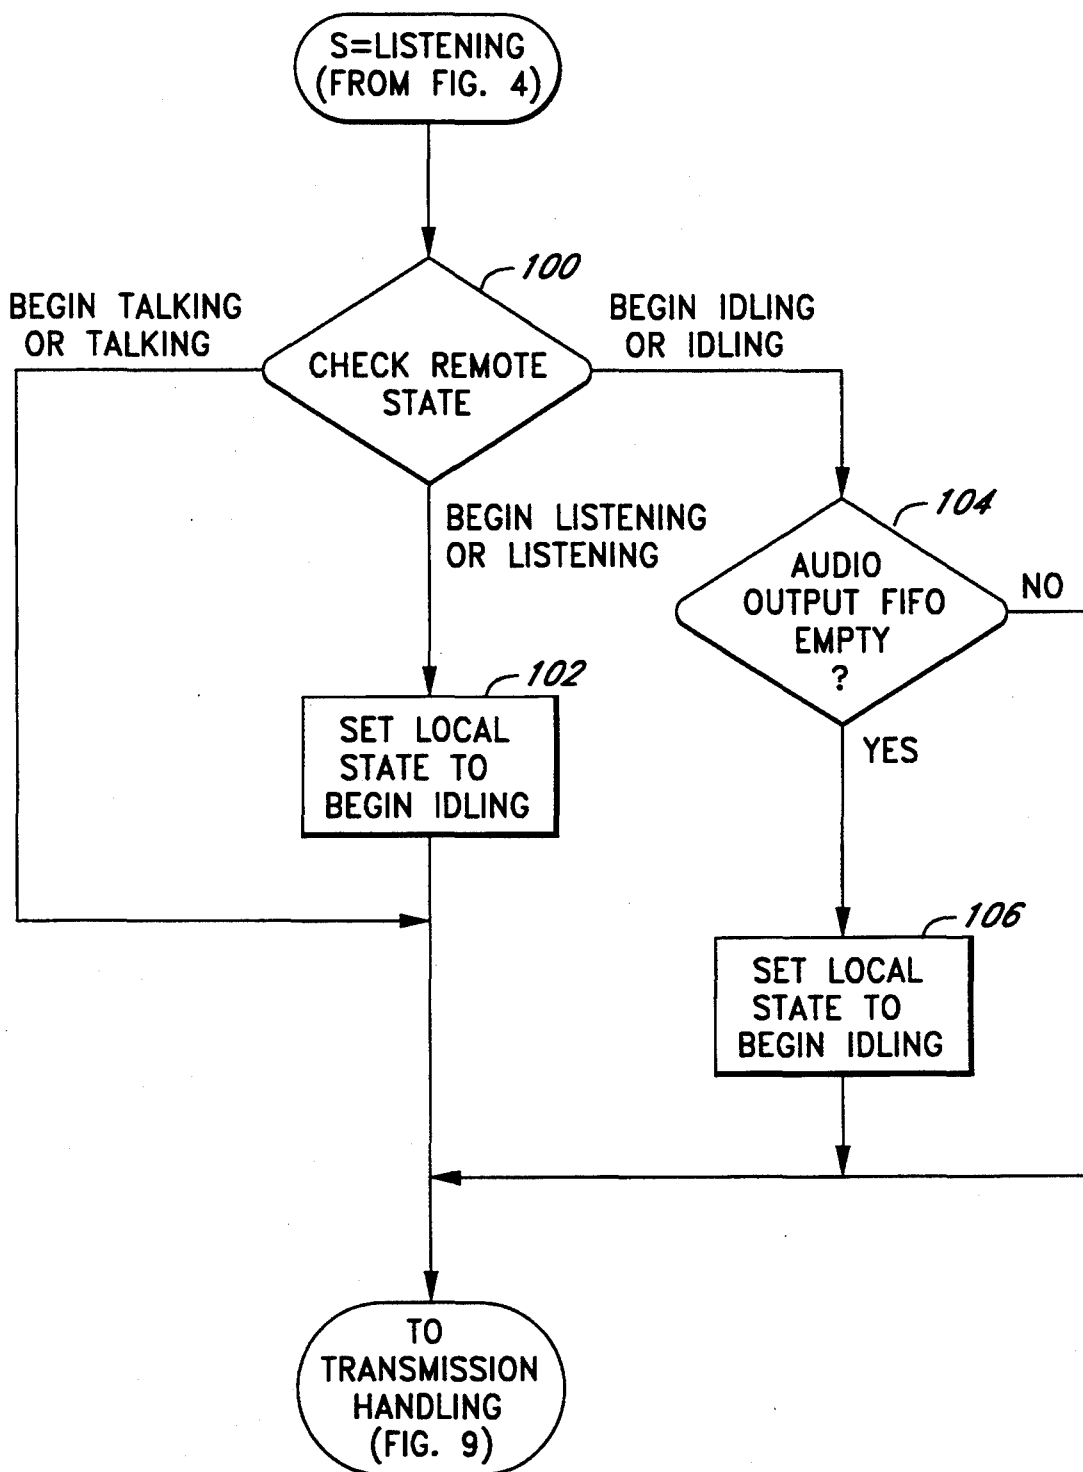 S=LISTENING
(FROM FIG. 4)
100
BEGIN TALKING
OR TALKING
BEGIN IDLING
OR IDLING
CHECK REMOTE
STATE
BEGIN LISTENING
OR LISTENING
104
AUDIO
OUTPUT FIFO
EMPTY
?
NO
YES
102
SET LOCAL
STATE TO
BEGIN IDLING
106
SET LOCAL
STATE TO
BEGIN IDLING
TO
TRANSMISSION
HANDLING
(FIG. 9)